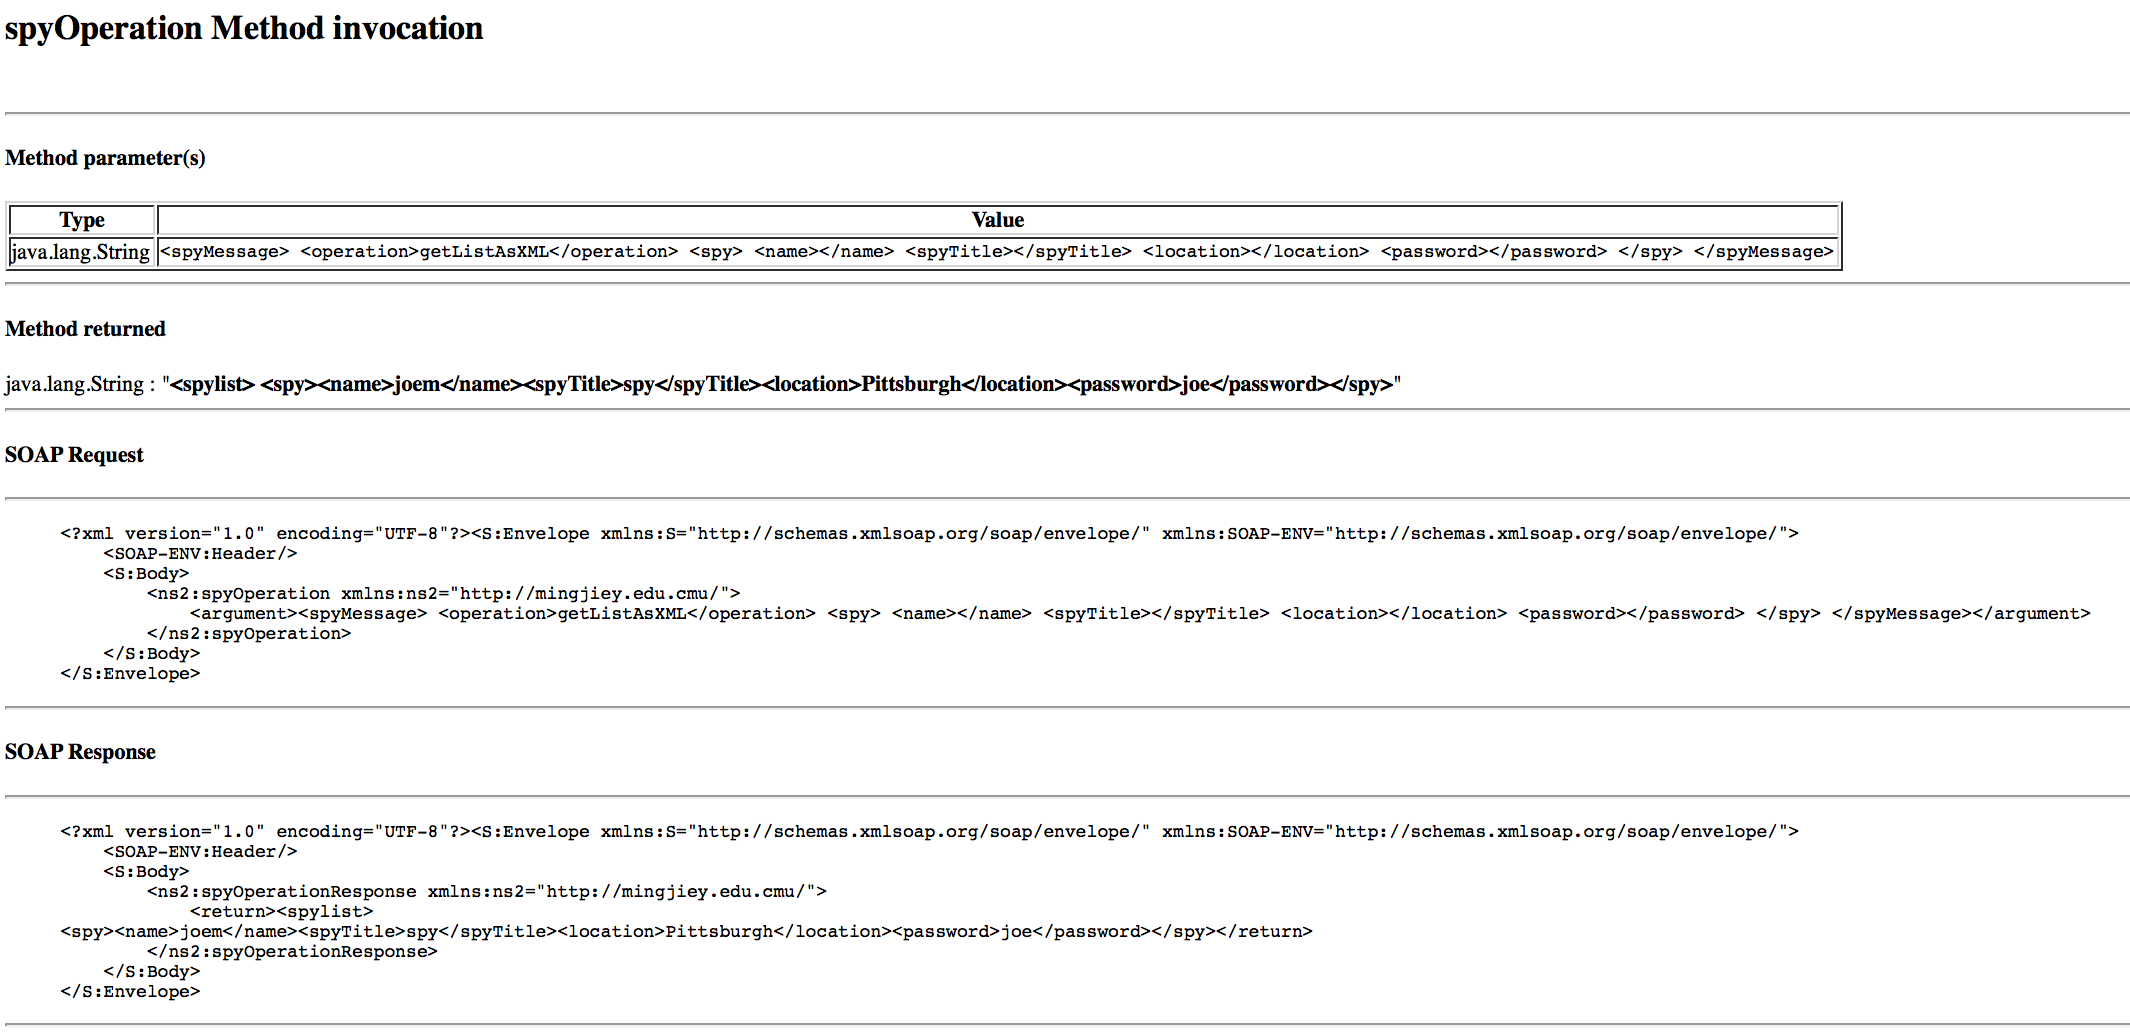 spyOperation Method invocation
Method parameter(s)
Type Value
java.lang.String <spyMessage> <operation>getListAsXML</operation> <spy> <name></name> <spyTitle></spyTitle> <location></location> <password></password> </spy> </spyMessage>
Method returned
java.lang.String : "<spylist> <spy><name>joem</name><spyTitle>spy</spyTitle><location>Pittsburgh</location><password>joe</password></spy>"
SOAP Request
<?xml version="1.0" encoding="UTF-8"?><S:Envelope xmlns:S="http://schemas.xmlsoap.org/soap/envelope/" xmlns:SOAP-ENV="http://schemas.xmlsoap.org/soap/envelope/">
<SOAP-ENV:Header/>
<S:Body>
<ns2:spyOperation xmlns:ns2="http://mingjiey.edu.cmu/">
<argument><spyMessage> <operation>getListAsXML</operation> <spy> <name></name> <spyTitle></spyTitle> <location></location> <password></password> </spy> </spyMessage></argument>
</ns2:spyOperation>
</S:Body>
</S:Envelope>
SOAP Response
<?xml version="1.0" encoding="UTF-8"?><S:Envelope xmlns:S="http://schemas.xmlsoap.org/soap/envelope/" xmlns:SOAP-ENV="http://schemas.xmlsoap.org/soap/envelope/">
<SOAP-ENV:Header/>
<S:Body>
<ns2:spyOperationResponse xmlns:ns2="http://mingjiey.edu.cmu/">
<return><spylist>
<spy><name>joem</name><spyTitle>spy</spyTitle><location>Pittsburgh</location><password>joe</password></spy></return>
</ns2:spyOperationResponse>
</S:Body>
</S:Envelope>